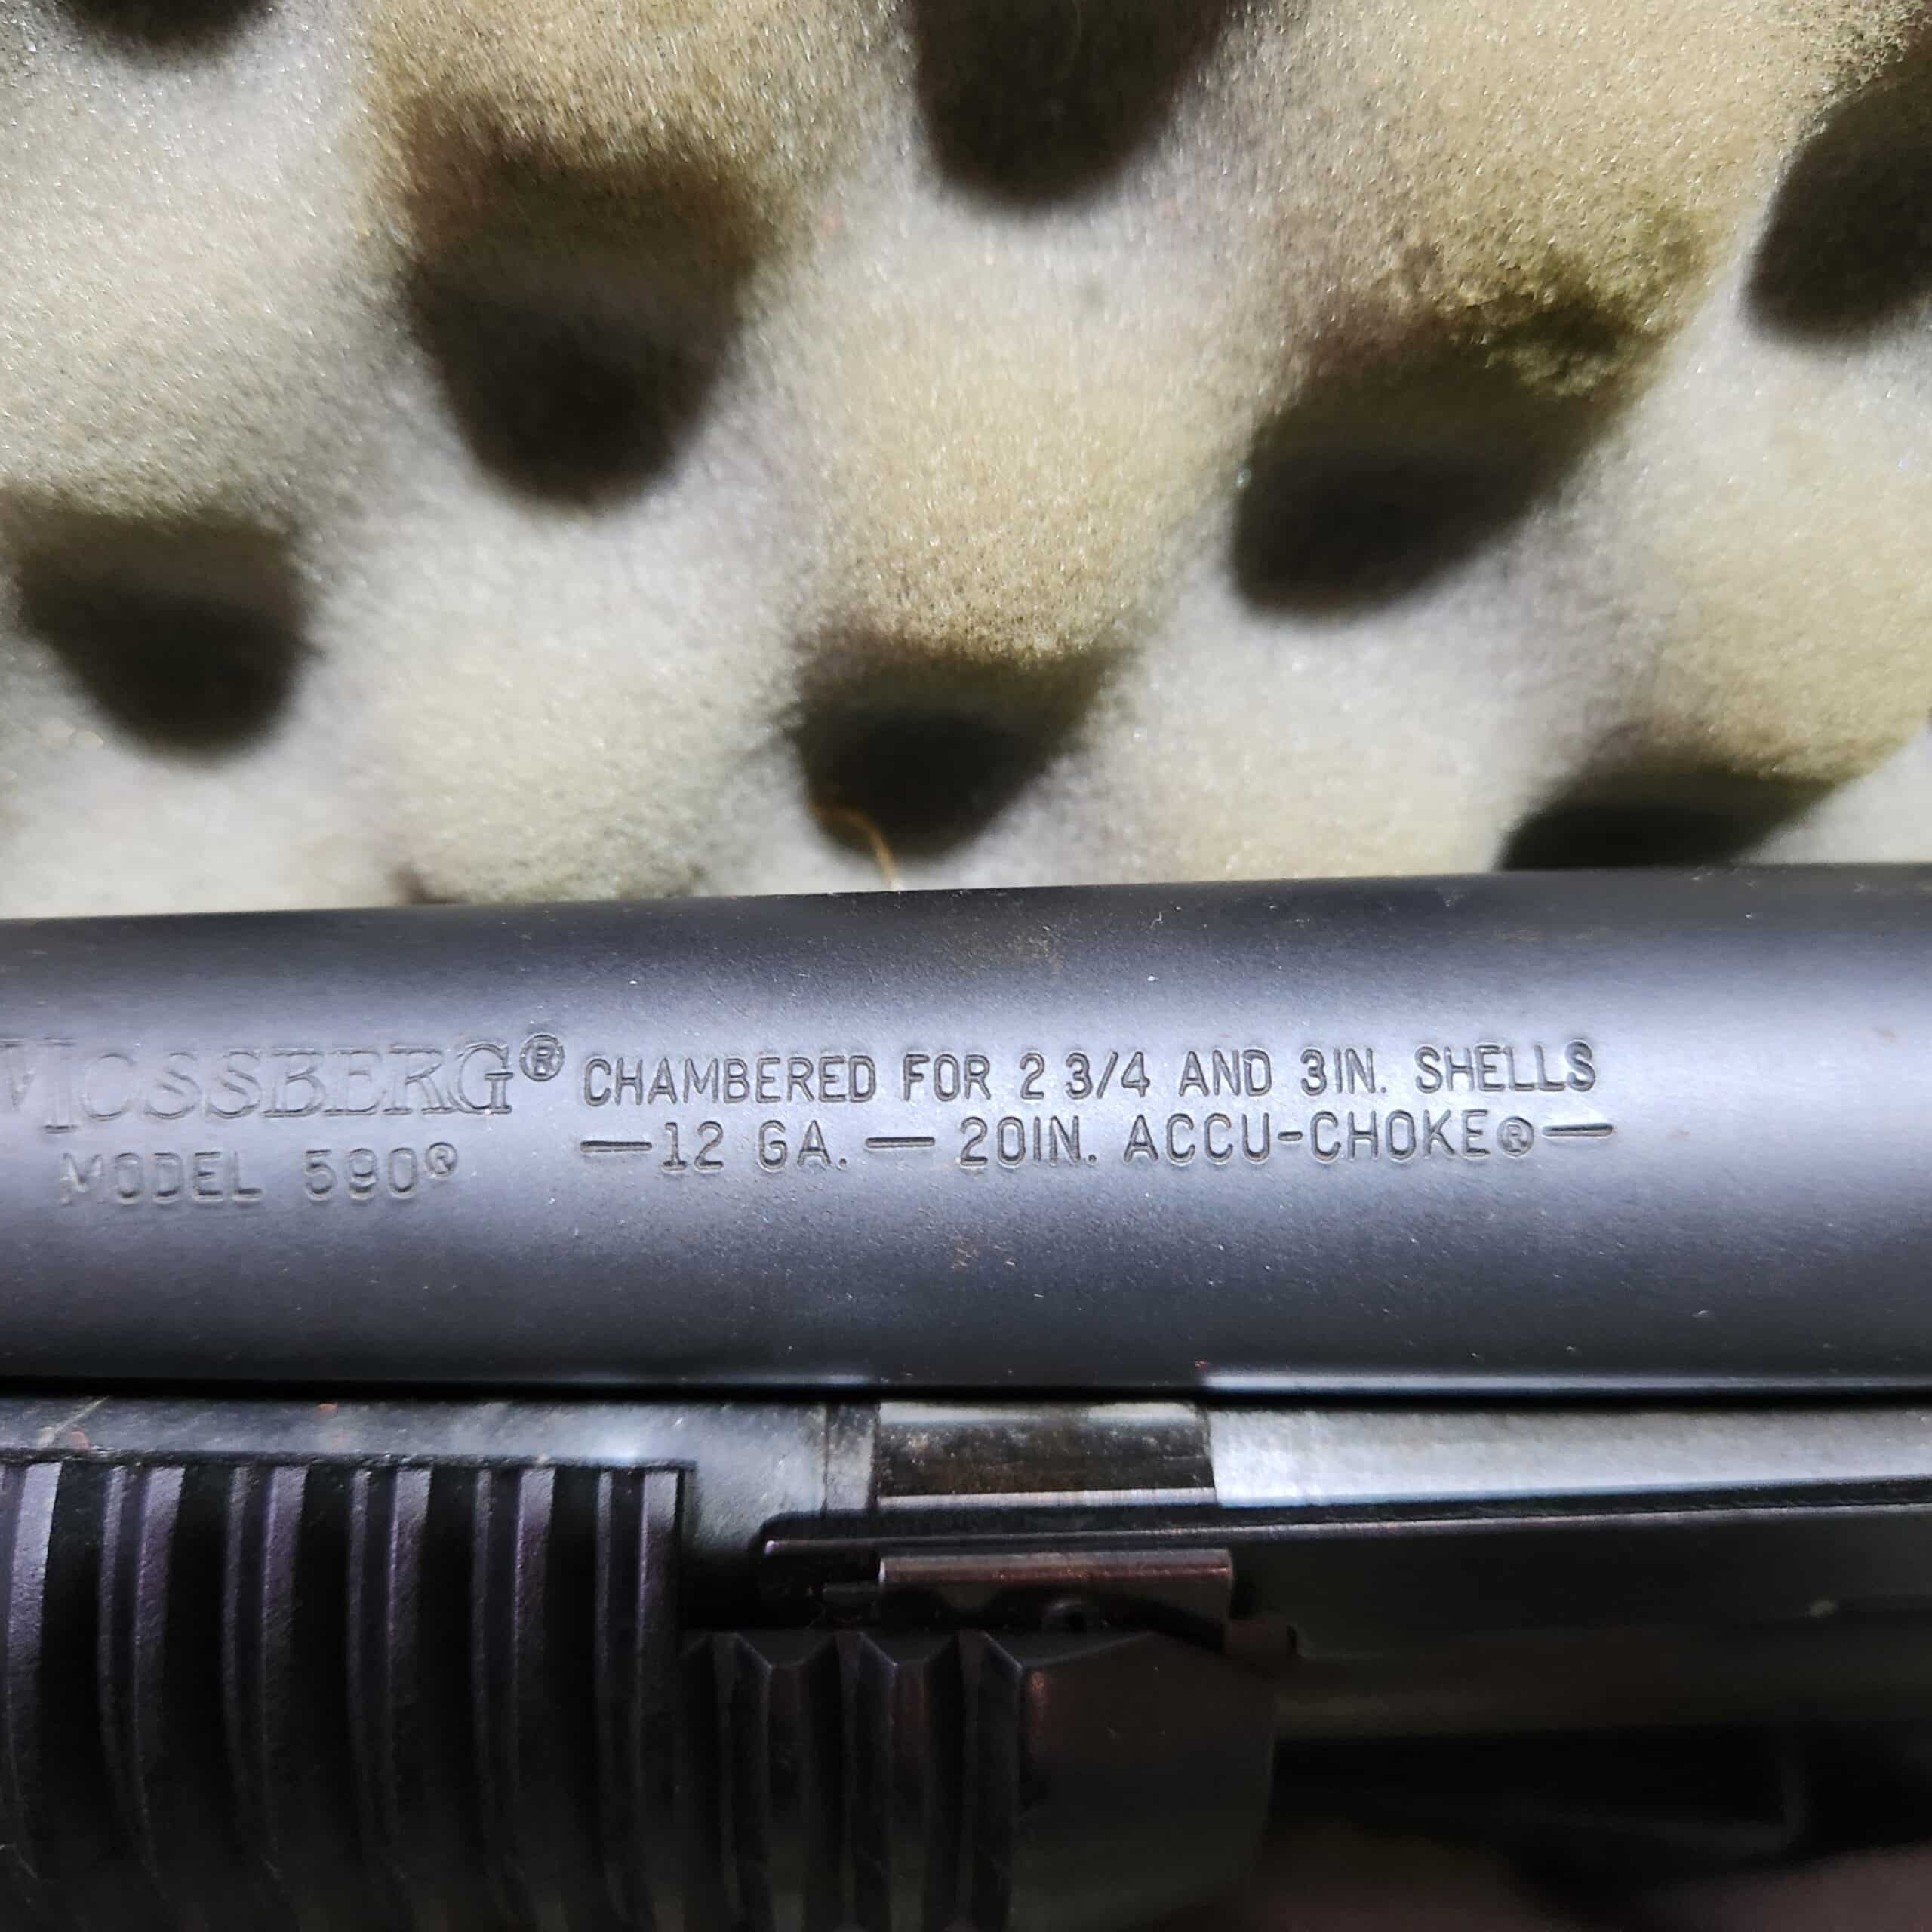 MOSSBERG® CHAMBERED FOR 2 3/4 AND 3IN. SHELLS
MODEL 590® —12 GA. — 20IN. ACCU-CHOKE®—